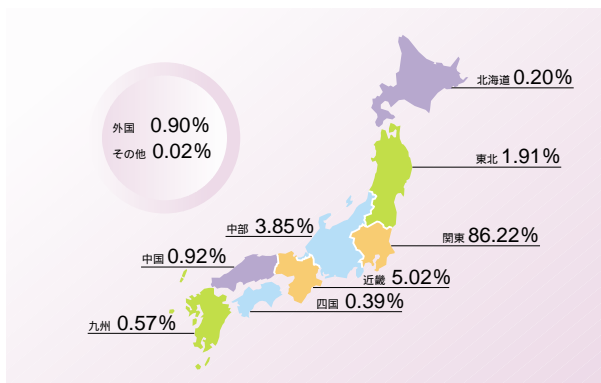 北海道 0.20%
外国 0.90%
その他 0.02%
東北 1.91%
中部 3.85%
関東 86.22%
中国 0.92%
近畿 5.02%
四国 0.39%
九州 0.57%